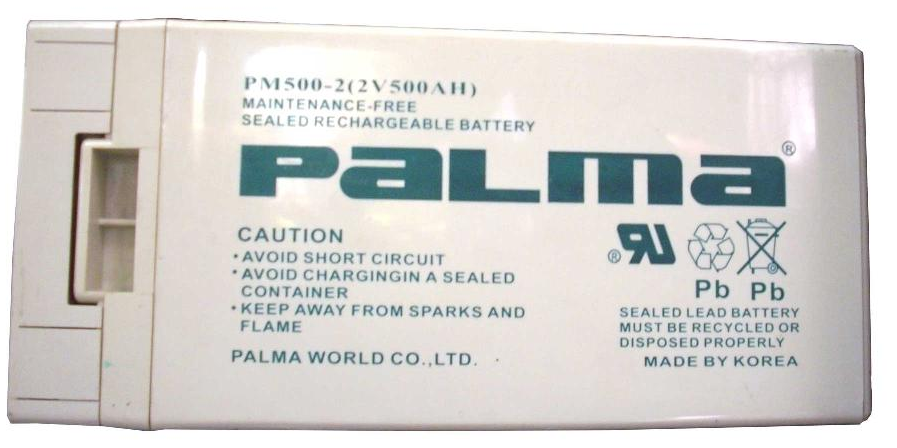 PM500-2(2V500AH)
MAINTENANCE-FREE
SEALED RECHARGEABLE BATTERY
PALMA®
CAUTION
•AVOID SHORT CIRCUIT
•AVOID CHARGINGIN A SEALED
CONTAINER
•KEEP AWAY FROM SPARKS AND
FLAME
PALMA WORLD CO.,LTD.
®RU
Pb Pb
SEALED LEAD BATTERY
MUST BE RECYCLED OR
DISPOSED PROPERLY
MADE BY KOREA